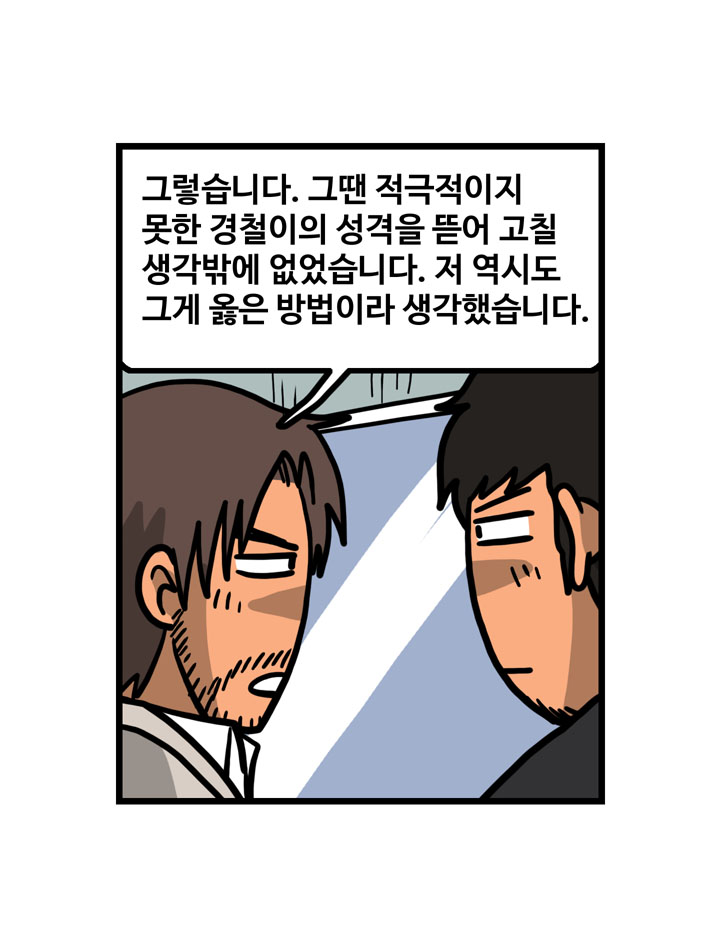 그렇습니다. 그땐 적극적이지
못한 경철이의 성격을 뜯어 고칠
생각밖에 없었습니다. 저 역시도
그게 옳은 방법이라 생각했습니다.